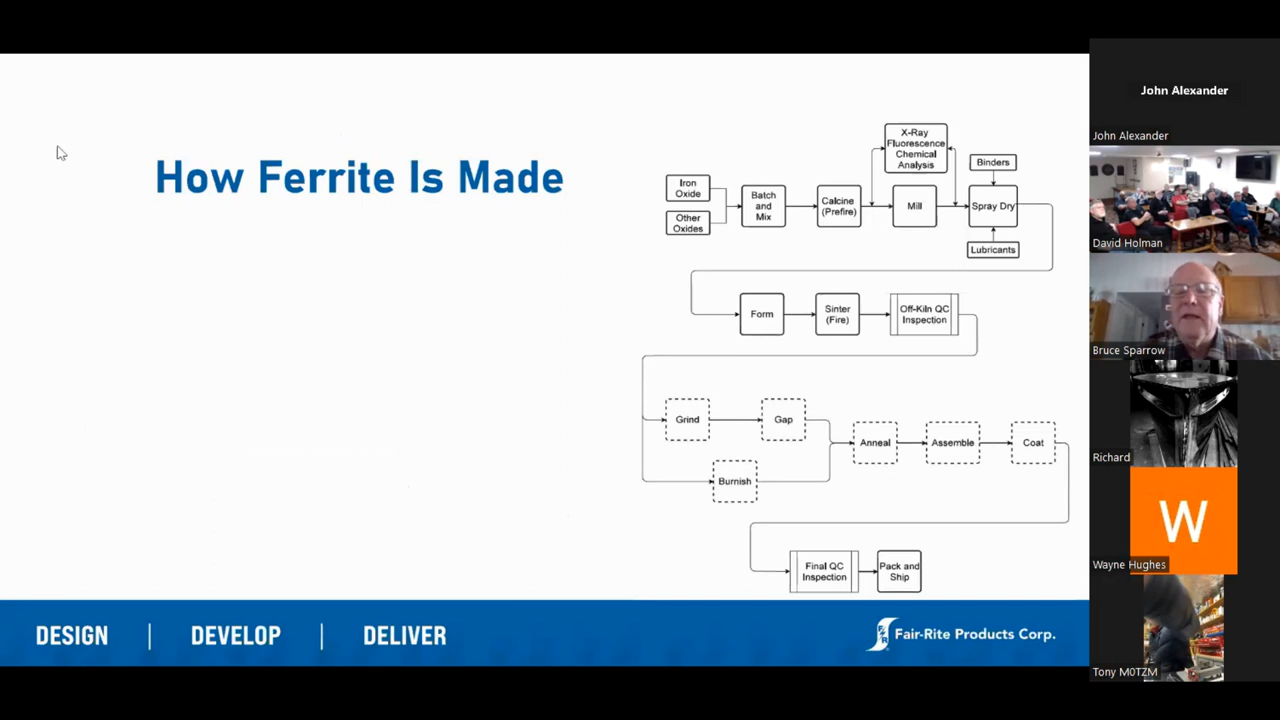 How Ferrite Is Made
Iron
Oxide
Other
Oxides
Batch
and
Mix
Calcine
(Prefire)
X-Ray
Fluorescence
Chemical
Analysis
Mill
Binders
Spray Dry
Lubricants
Form
Sinter
(Fire)
Off-Kiln QC
Inspection
Grind
Gap
Burnish
Anneal
Assemble
Coat
Final QC
Inspection
Pack and
Ship
DESIGN | DEVELOP | DELIVER
Fair-Rite Products Corp.
John Alexander
John Alexander
David Holman
Bruce Sparrow
Richard
W
Wayne Hughes
Tony M0TZM